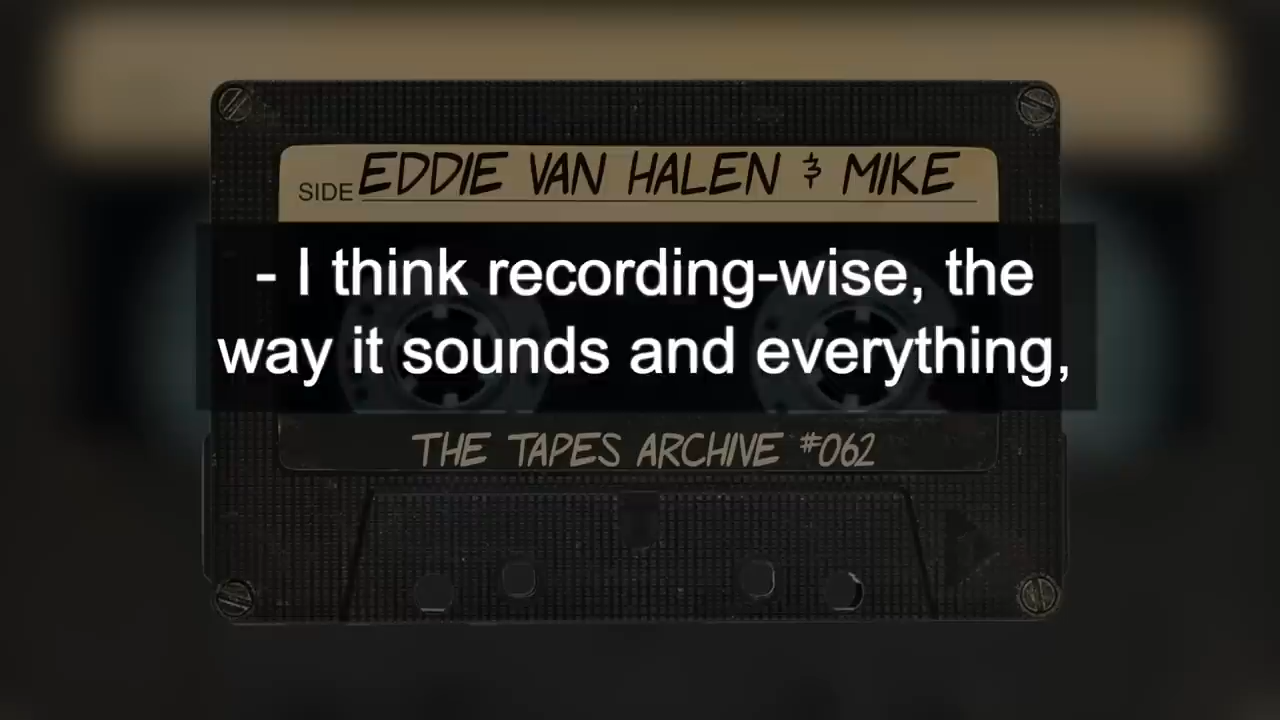 SIDE EDDIE VAN HALEN & MIKE
- I think recording-wise, the
way it sounds and everything,
THE TAPES ARCHIVE #062